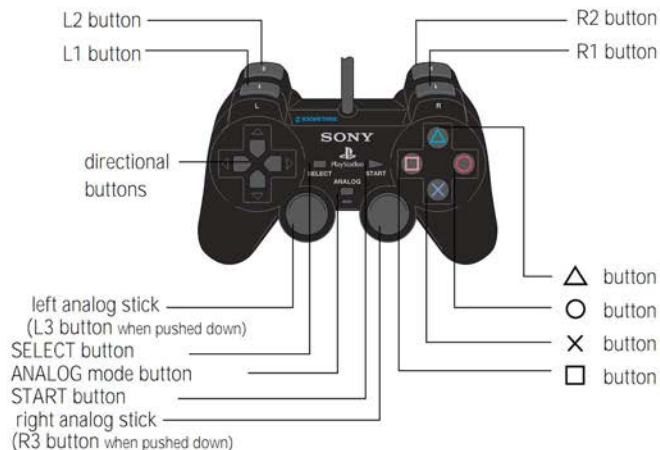 L2 button
R2 button
L1 button
R1 button
L
R
SONY
PlayStation
SELECT
START
ANALOG
directional
buttons
left analog stick
(L3 button when pushed down)
SELECT button
ANALOG mode button
START button
right analog stick
(R3 button when pushed down)
△ button
○ button
✕ button
□ button